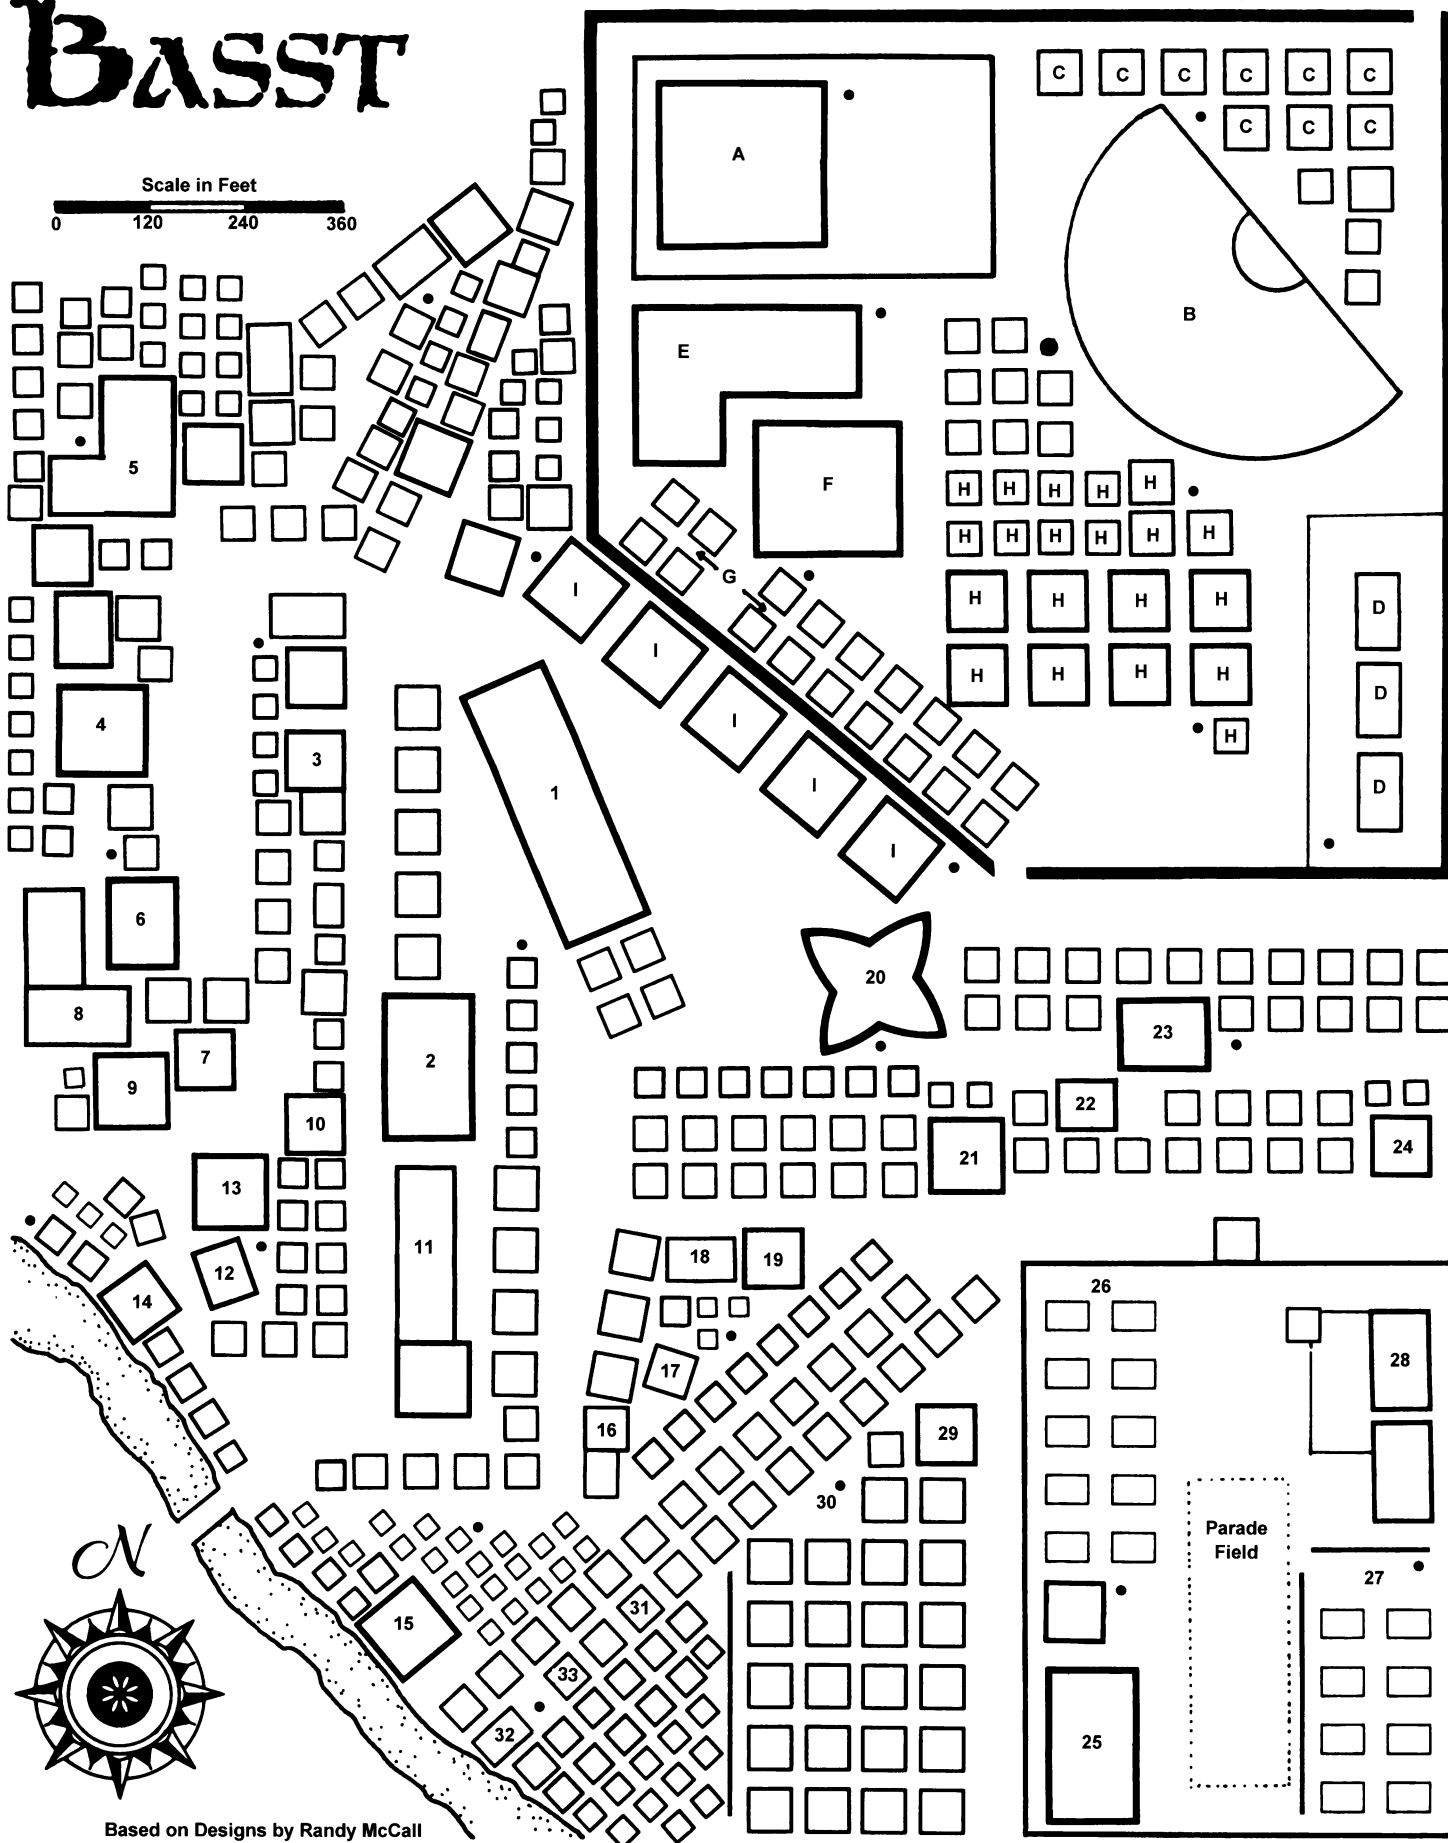 BASST
Scale in Feet
0 120 240 360
A
C C C C C C
C C C
B
E
F
5
G
H H H H H
H H H H H H
H H H H
H H H H
H
D
D
D
I
I
I
I
I
4
3
1
6
8
7
9
2
10
20
23
22
21
24
13
12
14
11
18
19
17
16
26
28
29
30
Parade
Field
27
31
15
33
32
25
N
Based on Designs by Randy McCall